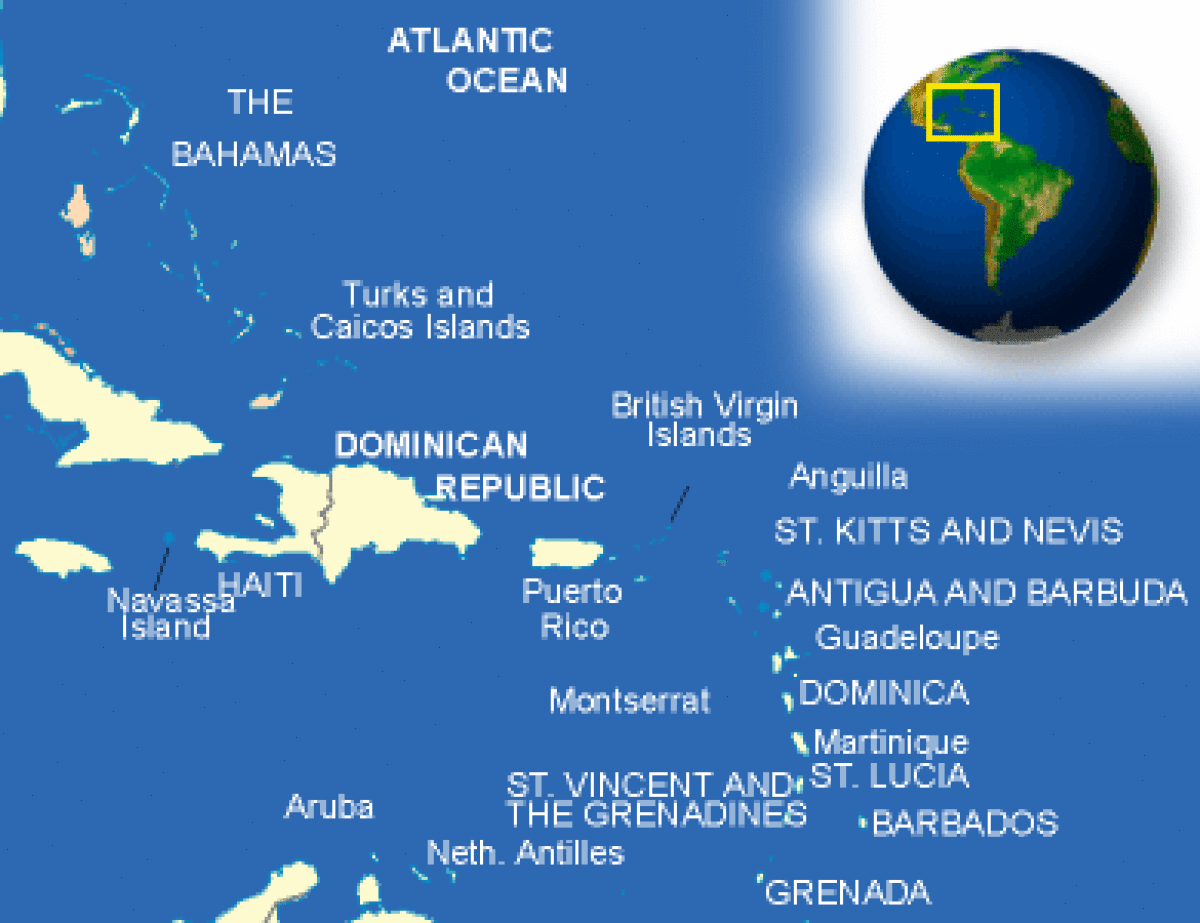 ATLANTIC
OCEAN
THE
BAHAMAS
Turks and
Caicos Islands
British Virgin
Islands
DOMINICAN
REPUBLIC
Anguilla
ST. KITTS AND NEVIS
HAITI
Navassa
Island
Puerto
Rico
ANTIGUA AND BARBUDA
Guadeloupe
Montserrat
DOMINICA
Martinique
ST. LUCIA
ST. VINCENT AND
THE GRENADINES
Aruba
BARBADOS
Neth. Antilles
GRENADA